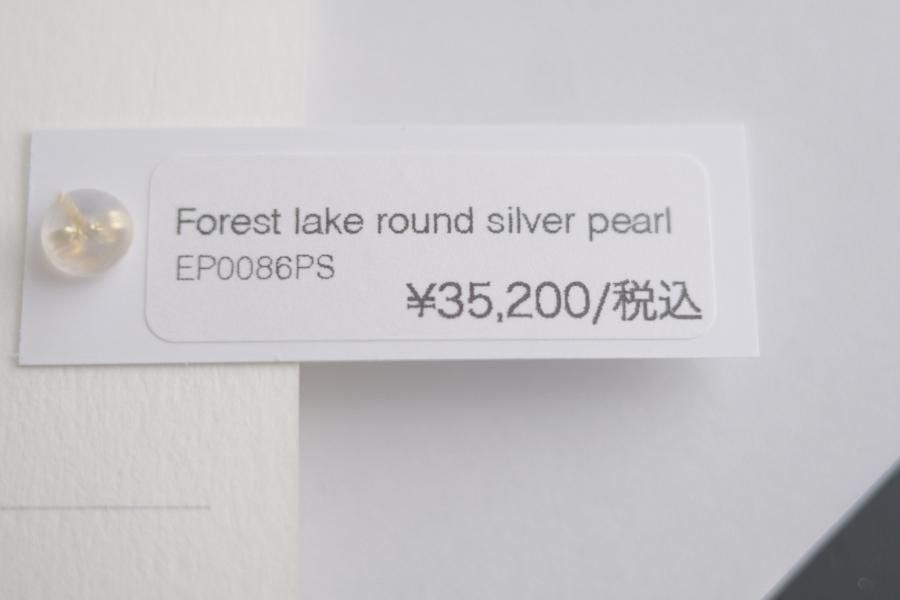 Forest lake round silver pearl
EP0086PS
¥35,200/税込